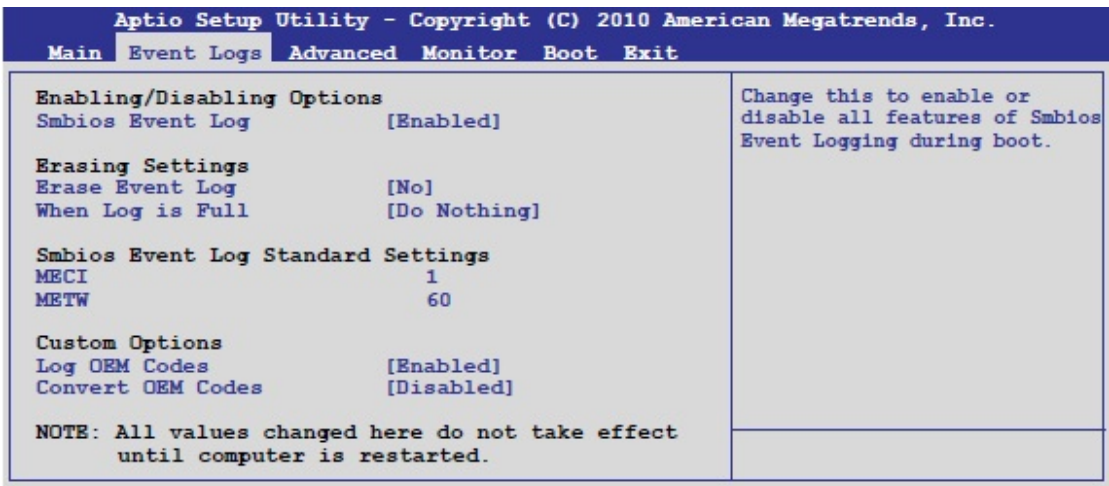 Aptio Setup Utility - Copyright (C) 2010 American Megatrends, Inc.
Main Event Logs Advanced Monitor Boot Exit
Enabling/Disabling Options
Smbios Event Log [Enabled]
Erasing Settings
Erase Event Log [No]
When Log is Full [Do Nothing]
Smbios Event Log Standard Settings
MECI 1
METW 60
Custom Options
Log OEM Codes [Enabled]
Convert OEM Codes [Disabled]
NOTE: All values changed here do not take effect
until computer is restarted.
Change this to enable or
disable all features of Smbios
Event Logging during boot.